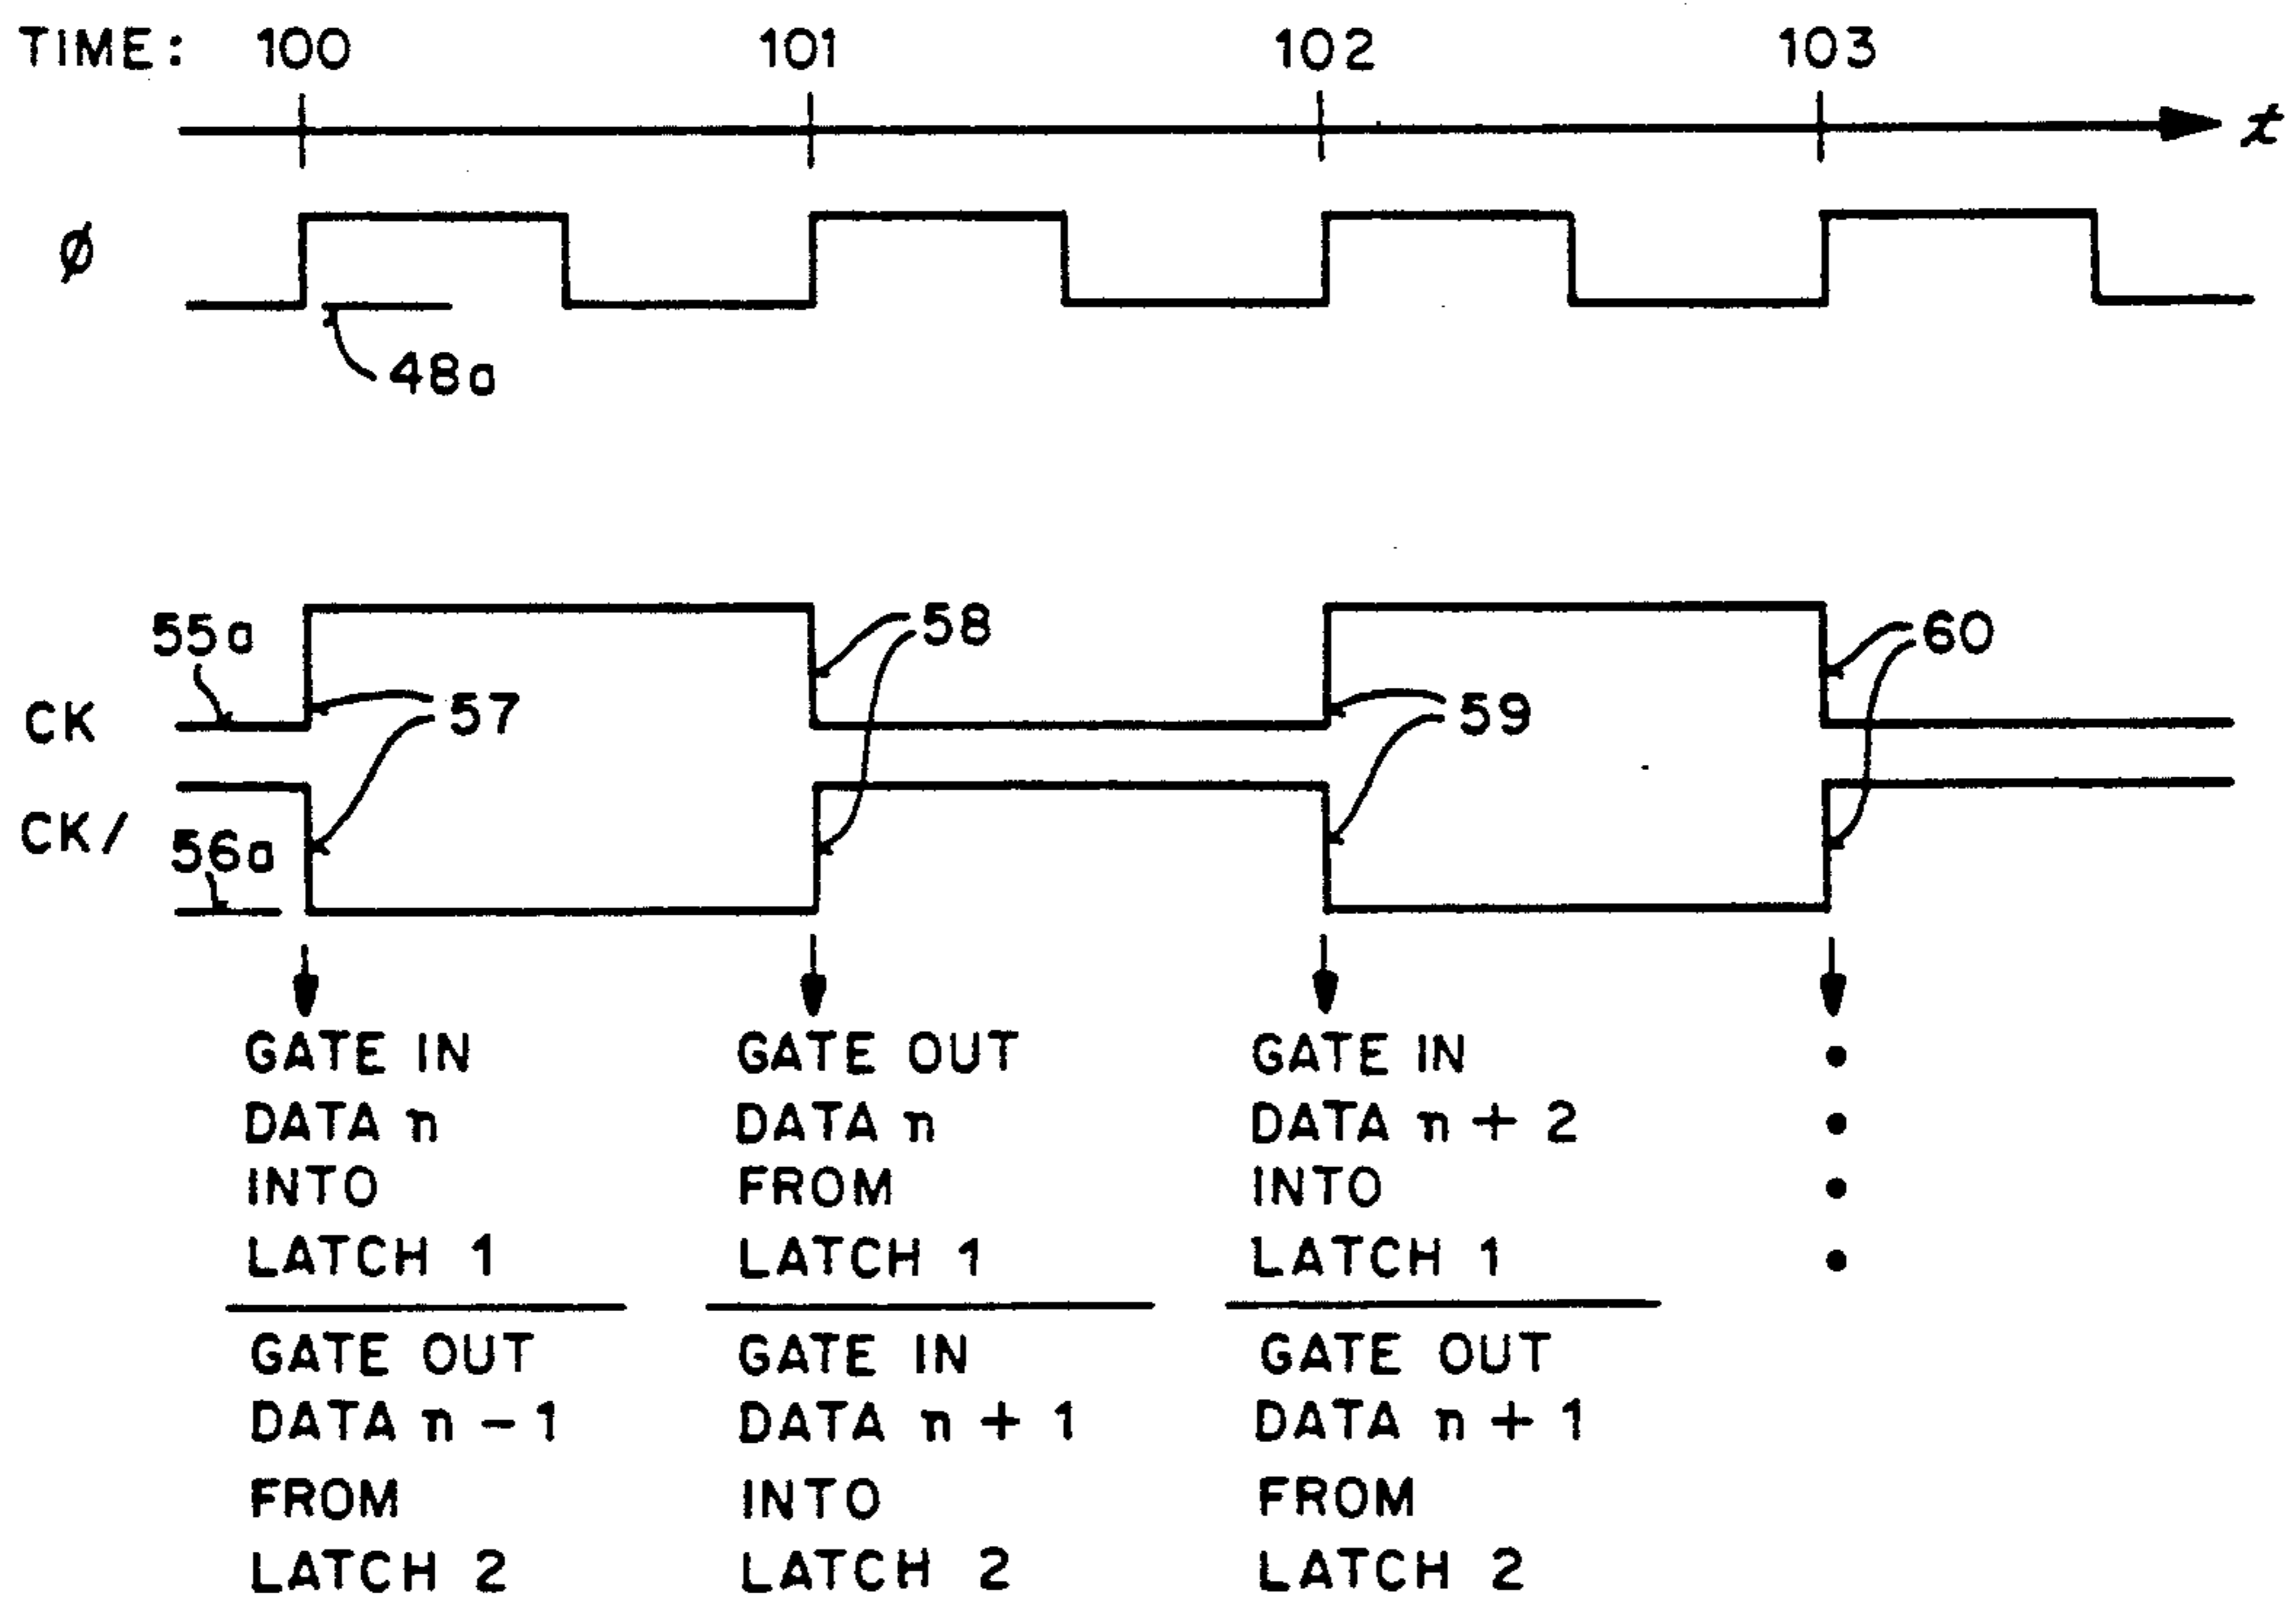 TIME: 100 101 102 103
t
ø
48a
55a
58
60
CK
57
59
CK/
56a
GATE IN
DATA n
INTO
LATCH 1
GATE OUT
DATA n - 1
FROM
LATCH 2
GATE OUT
DATA n
FROM
LATCH 1
GATE IN
DATA n + 1
INTO
LATCH 2
GATE IN
DATA n + 2
INTO
LATCH 1
GATE OUT
DATA n + 1
FROM
LATCH 2